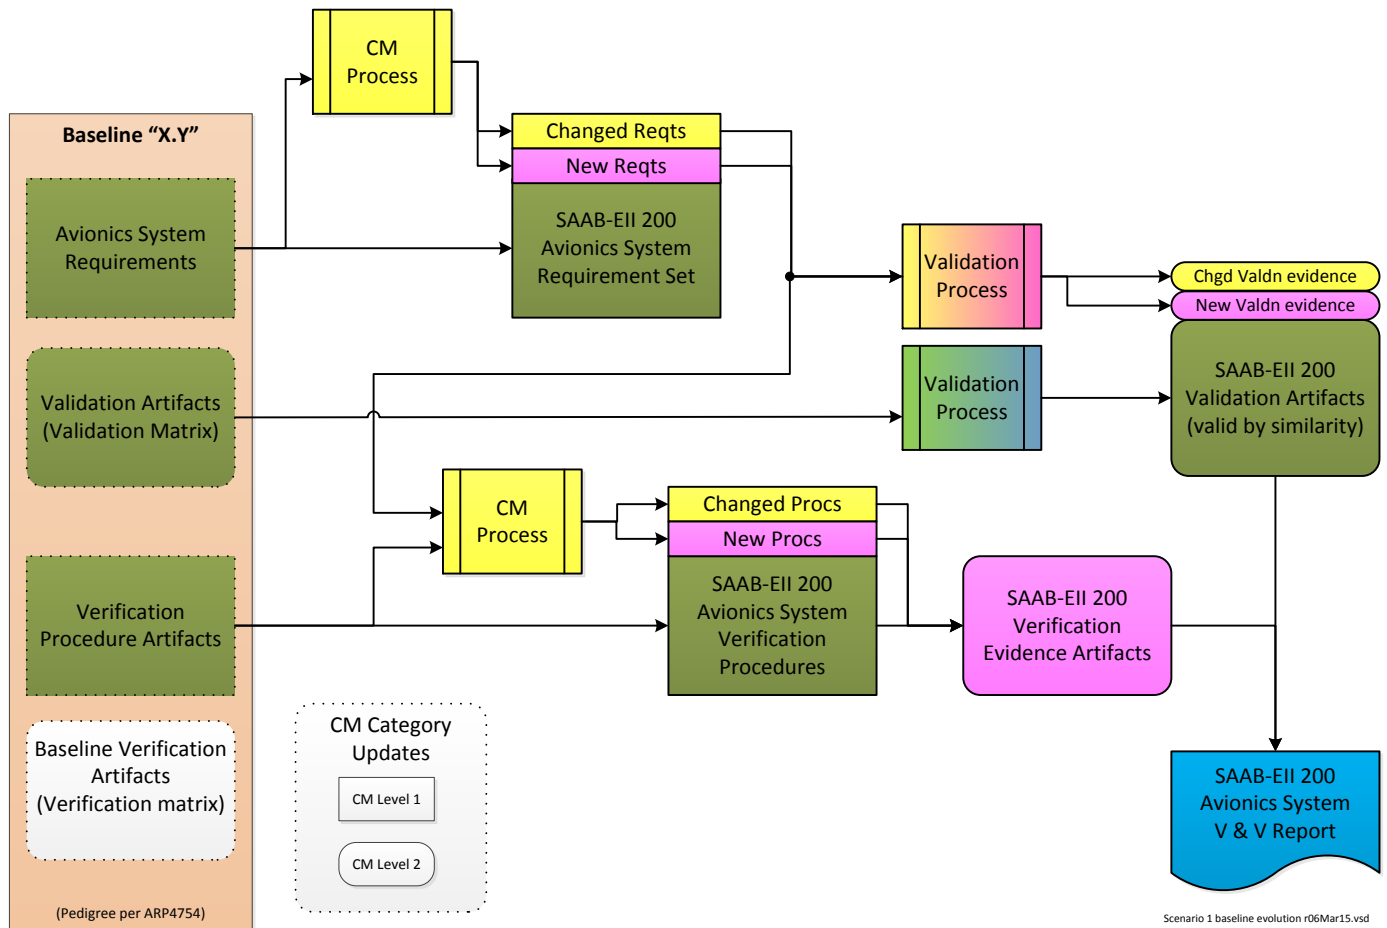 CM
Process
Baseline “X.Y”
Changed Reqts
New Reqts
Avionics System
Requirements
SAAB-EII 200
Avionics System
Requirement Set
Validation
Process
Chgd Valdn evidence
New Valdn evidence
Validation Artifacts
(Validation Matrix)
Validation
Process
SAAB-EII 200
Validation Artifacts
(valid by similarity)
CM
Process
Changed Procs
New Procs
Verification
Procedure Artifacts
SAAB-EII 200
Avionics System
Verification
Procedures
SAAB-EII 200
Verification
Evidence Artifacts
Baseline Verification
Artifacts
(Verification matrix)
CM Category
Updates
CM Level 1
CM Level 2
SAAB-EII 200
Avionics System
V & V Report
(Pedigree per ARP4754)
Scenario 1 baseline evolution r06Mar15.vsd